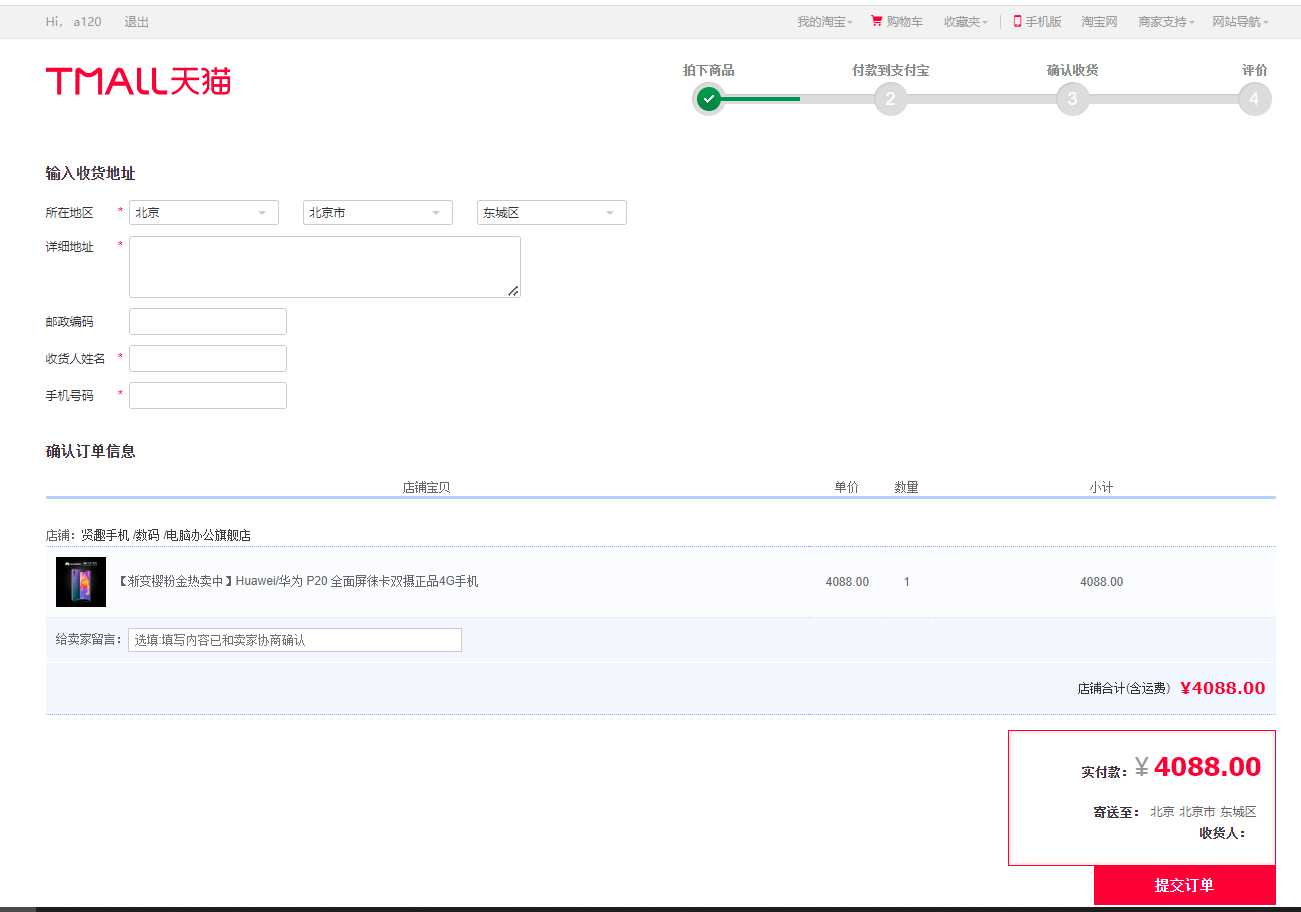 Hi, a120 退出 我的淘宝 购物车 收藏夹 手机版 淘宝网 商家支持 网站导航
TMALL天猫
拍下商品 付款到支付宝 确认收货 评价
2 3 4
输入收货地址
所在地区 * 北京 北京市 东城区
详细地址 *
邮政编码
收货人姓名 *
手机号码 *
确认订单信息
店铺宝贝 单价 数量 小计
店铺：贤趣手机 /数码 /电脑办公旗舰店
【渐变樱粉金热卖中】Huawei/华为 P20 全面屏徕卡双摄正品4G手机 4088.00 1 4088.00
给卖家留言： 选填:填写内容已和卖家协商确认
店铺合计(含运费) ¥4088.00
实付款：¥4088.00
寄送至： 北京 北京市 东城区
收货人：
提交订单